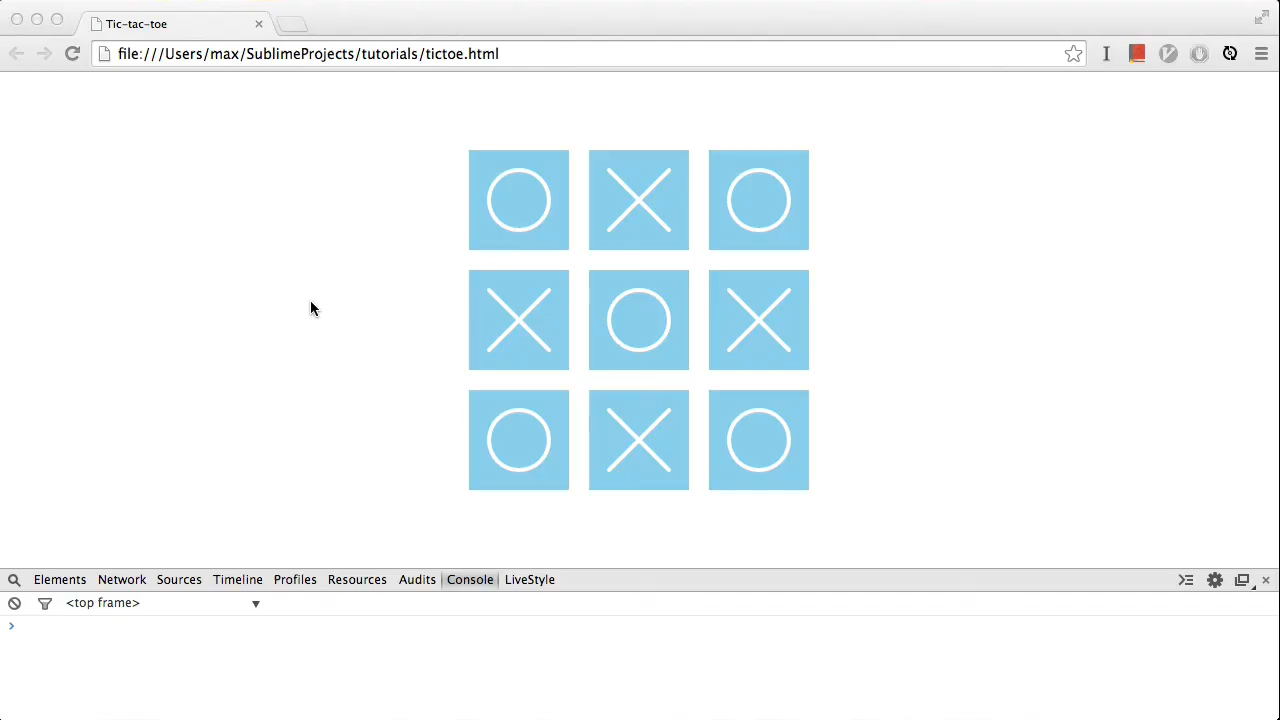 Tic-tac-toe
file:///Users/max/SublimeProjects/tutorials/tictoe.html
Elements Network Sources Timeline Profiles Resources Audits Console LiveStyle
<top frame>